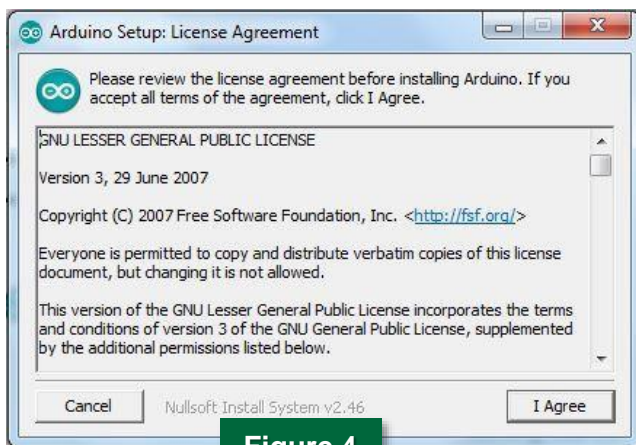 Arduino Setup: License Agreement
Please review the license agreement before installing Arduino. If you
accept all terms of the agreement, click I Agree.
GNU LESSER GENERAL PUBLIC LICENSE
Version 3, 29 June 2007
Copyright (C) 2007 Free Software Foundation, Inc. <http://fsf.org/>
Everyone is permitted to copy and distribute verbatim copies of this license
document, but changing it is not allowed.
This version of the GNU Lesser General Public License incorporates the terms
and conditions of version 3 of the GNU General Public License, supplemented
by the additional permissions listed below.
Cancel
Nullsoft Install System v2.46
I Agree
Figure 4